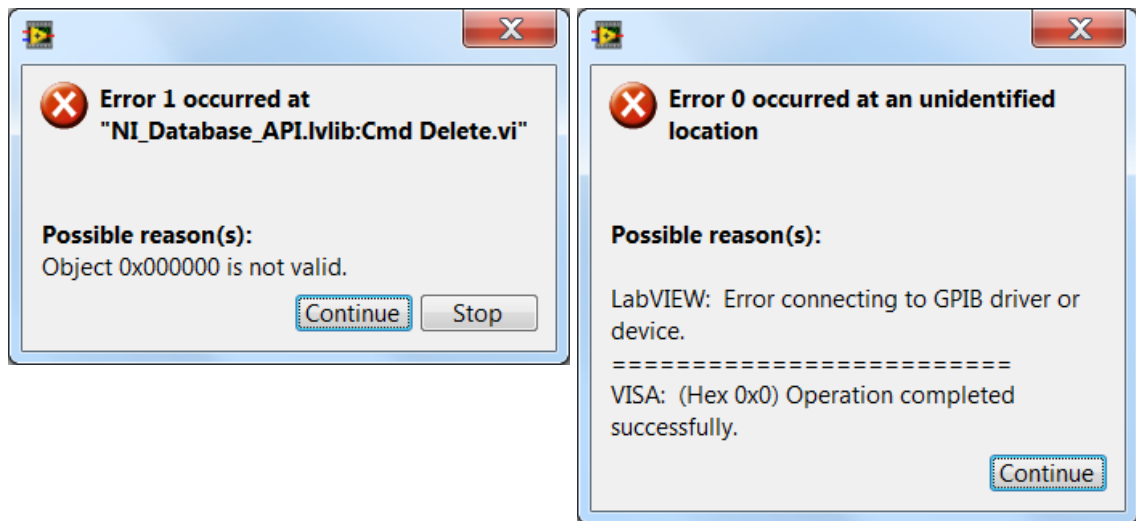 Error 1 occurred at
"NI_Database_API.lvlib:Cmd Delete.vi"
Possible reason(s):
Object 0x000000 is not valid.
Continue
Stop
Error 0 occurred at an unidentified
location
Possible reason(s):
LabVIEW:  Error connecting to GPIB driver or
device.
==========================
VISA:  (Hex 0x0) Operation completed
successfully.
Continue